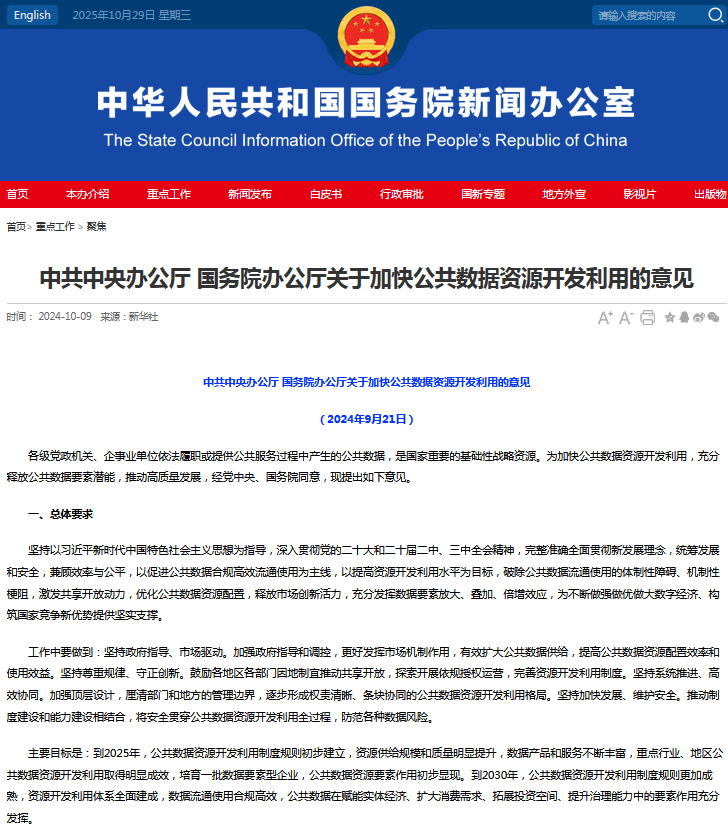 English 2025年10月29日 星期三 请输入搜索的内容
中华人民共和国国务院新闻办公室
The State Council Information Office of the People's Republic of China
首页 本办介绍 重点工作 新闻发布 白皮书 行政审批 国新专题 地方外宣 影视片 出版物
首页> 重点工作 > 聚焦
中共中央办公厅 国务院办公厅关于加快公共数据资源开发利用的意见
时间： 2024-10-09 来源：新华社 A+ A-
中共中央办公厅 国务院办公厅关于加快公共数据资源开发利用的意见
（2024年9月21日）
各级党政机关、企事业单位依法履职或提供公共服务过程中产生的公共数据，是国家重要的基础性战略资源。为加快公共数据资源开发利用，充分
释放公共数据要素潜能，推动高质量发展，经党中央、国务院同意，现提出如下意见。
一、总体要求
坚持以习近平新时代中国特色社会主义思想为指导，深入贯彻党的二十大和二十届二中、三中全会精神，完整准确全面贯彻新发展理念，统筹发展
和安全，兼顾效率与公平，以促进公共数据合规高效流通使用为主线，以提高资源开发利用水平为目标，破除公共数据流通使用的体制性障碍、机制性
梗阻，激发共享开放动力，优化公共数据资源配置，释放市场创新活力，充分发挥数据要素放大、叠加、倍增效应，为不断做强做优做大数字经济、构
筑国家竞争新优势提供坚实支撑。
工作中要做到：坚持政府指导、市场驱动。加强政府指导和调控，更好发挥市场机制作用，有效扩大公共数据供给，提高公共数据资源配置效率和
使用效益。坚持尊重规律、守正创新。鼓励各地区各部门因地制宜推动共享开放，探索开展依规授权运营，完善资源开发利用制度。坚持系统推进、高
效协同。加强顶层设计，厘清部门和地方的管理边界，逐步形成权责清晰、条块协同的公共数据资源开发利用格局。坚持加快发展、维护安全。推动制
度建设和能力建设相结合，将安全贯穿公共数据资源开发利用全过程，防范各种数据风险。
主要目标是：到2025年，公共数据资源开发利用制度规则初步建立，资源供给规模和质量明显提升，数据产品和服务不断丰富，重点行业、地区公
共数据资源开发利用取得明显成效，培育一批数据要素型企业，公共数据资源要素作用初步显现。到2030年，公共数据资源开发利用制度规则更加成
熟，资源开发利用体系全面建成，数据流通使用合规高效，公共数据在赋能实体经济、扩大消费需求、拓展投资空间、提升治理能力中的要素作用充分
发挥。